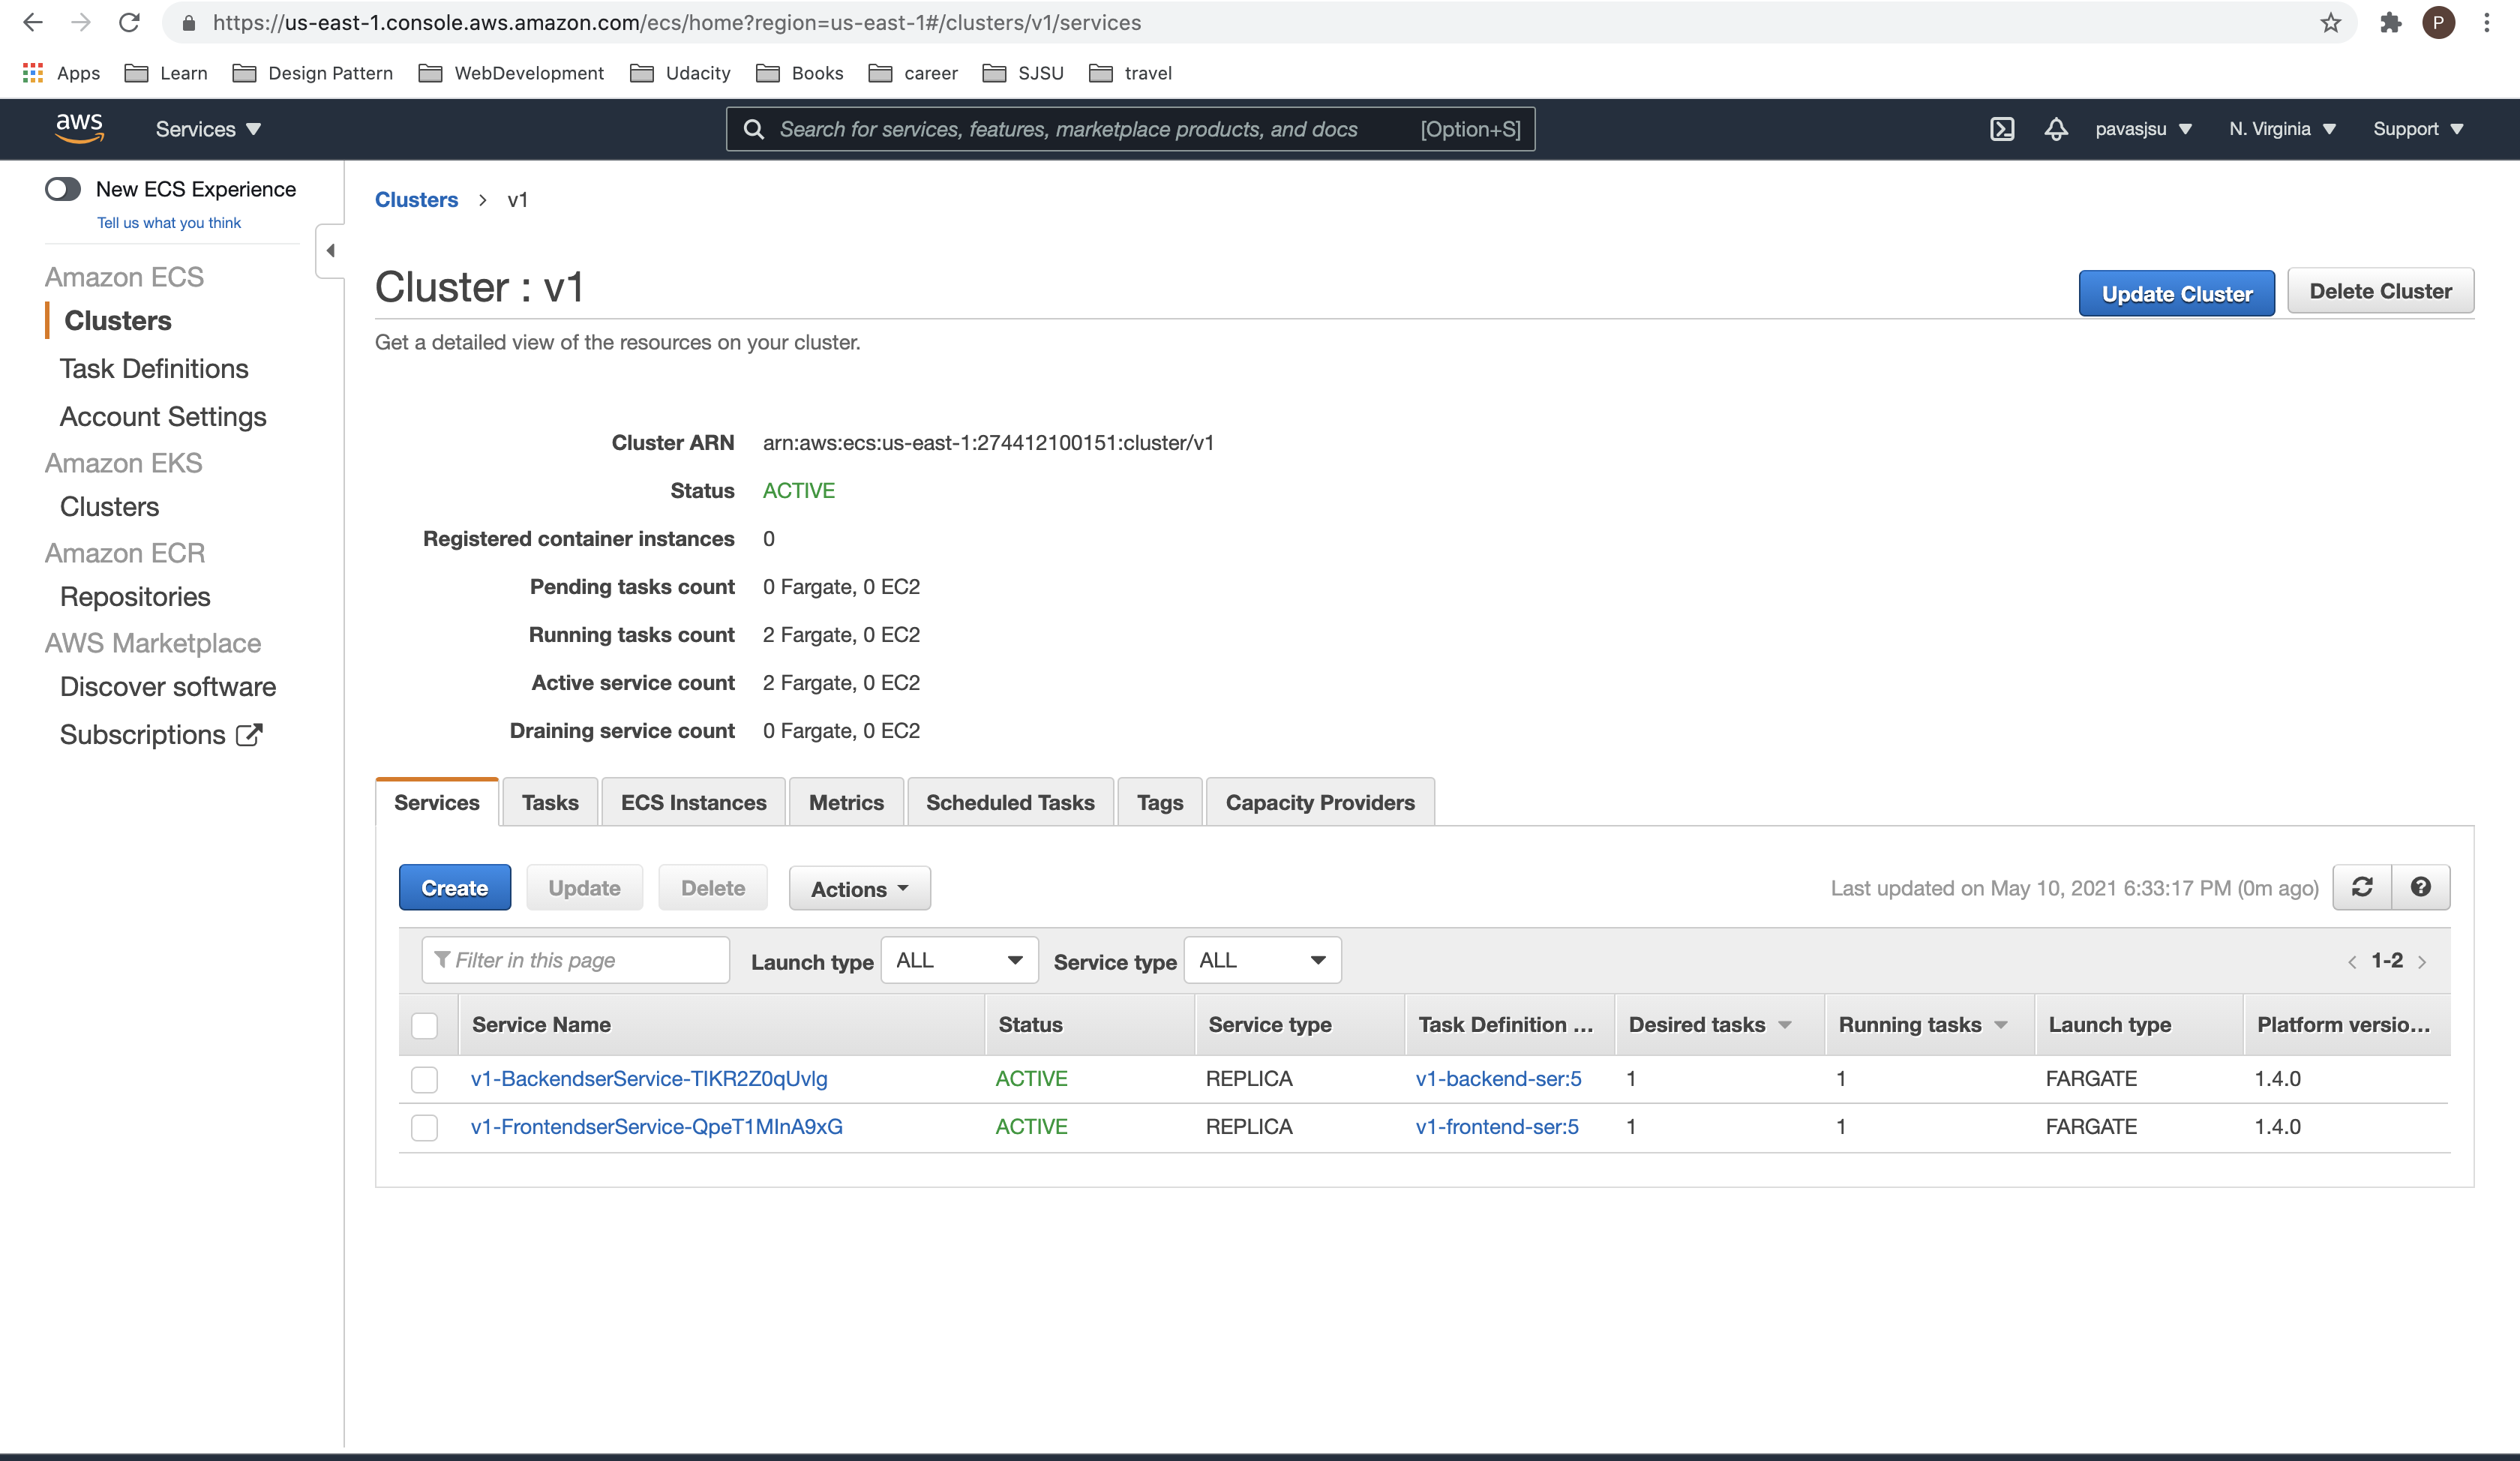 https://us-east-1.console.aws.amazon.com/ecs/home?region=us-east-1#/clusters/v1/services
P
Apps Learn Design Pattern WebDevelopment Udacity Books career SJSU travel
aws Services Search for services, features, marketplace products, and docs [Option+S] pavasjsu N. Virginia Support
New ECS Experience
Tell us what you think
Amazon ECS
Clusters
Task Definitions
Account Settings
Amazon EKS
Clusters
Amazon ECR
Repositories
AWS Marketplace
Discover software
Subscriptions
Clusters > v1
Cluster : v1
Update Cluster Delete Cluster
Get a detailed view of the resources on your cluster.
Cluster ARN arn:aws:ecs:us-east-1:274412100151:cluster/v1
Status ACTIVE
Registered container instances 0
Pending tasks count 0 Fargate, 0 EC2
Running tasks count 2 Fargate, 0 EC2
Active service count 2 Fargate, 0 EC2
Draining service count 0 Fargate, 0 EC2
Services Tasks ECS Instances Metrics Scheduled Tasks Tags Capacity Providers
Create Update Delete Actions Last updated on May 10, 2021 6:33:17 PM (0m ago)
Filter in this page Launch type ALL Service type ALL < 1-2 >
Service Name Status Service type Task Definition ... Desired tasks Running tasks Launch type Platform versio...
v1-BackendserService-TIKR2Z0qUvlg ACTIVE REPLICA v1-backend-ser:5 1 1 FARGATE 1.4.0
v1-FrontendserService-QpeT1MInA9xG ACTIVE REPLICA v1-frontend-ser:5 1 1 FARGATE 1.4.0